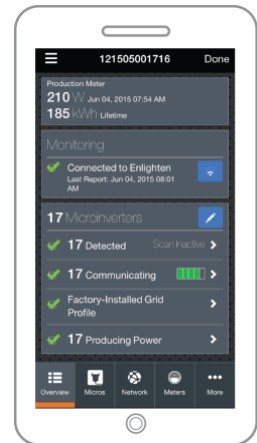 121505001716 Done
Production Meter
210 W Jun 04, 2015 07:54 AM
185 kWh Lifetime
Monitoring
Connected to Enlighten
Last Report: Jun 04, 2015 08:01
AM
17 Microinverters
17 Detected Scan Inactive
17 Communicating
Factory-Installed Grid
Profile
17 Producing Power
Overview Micros Network Meters More